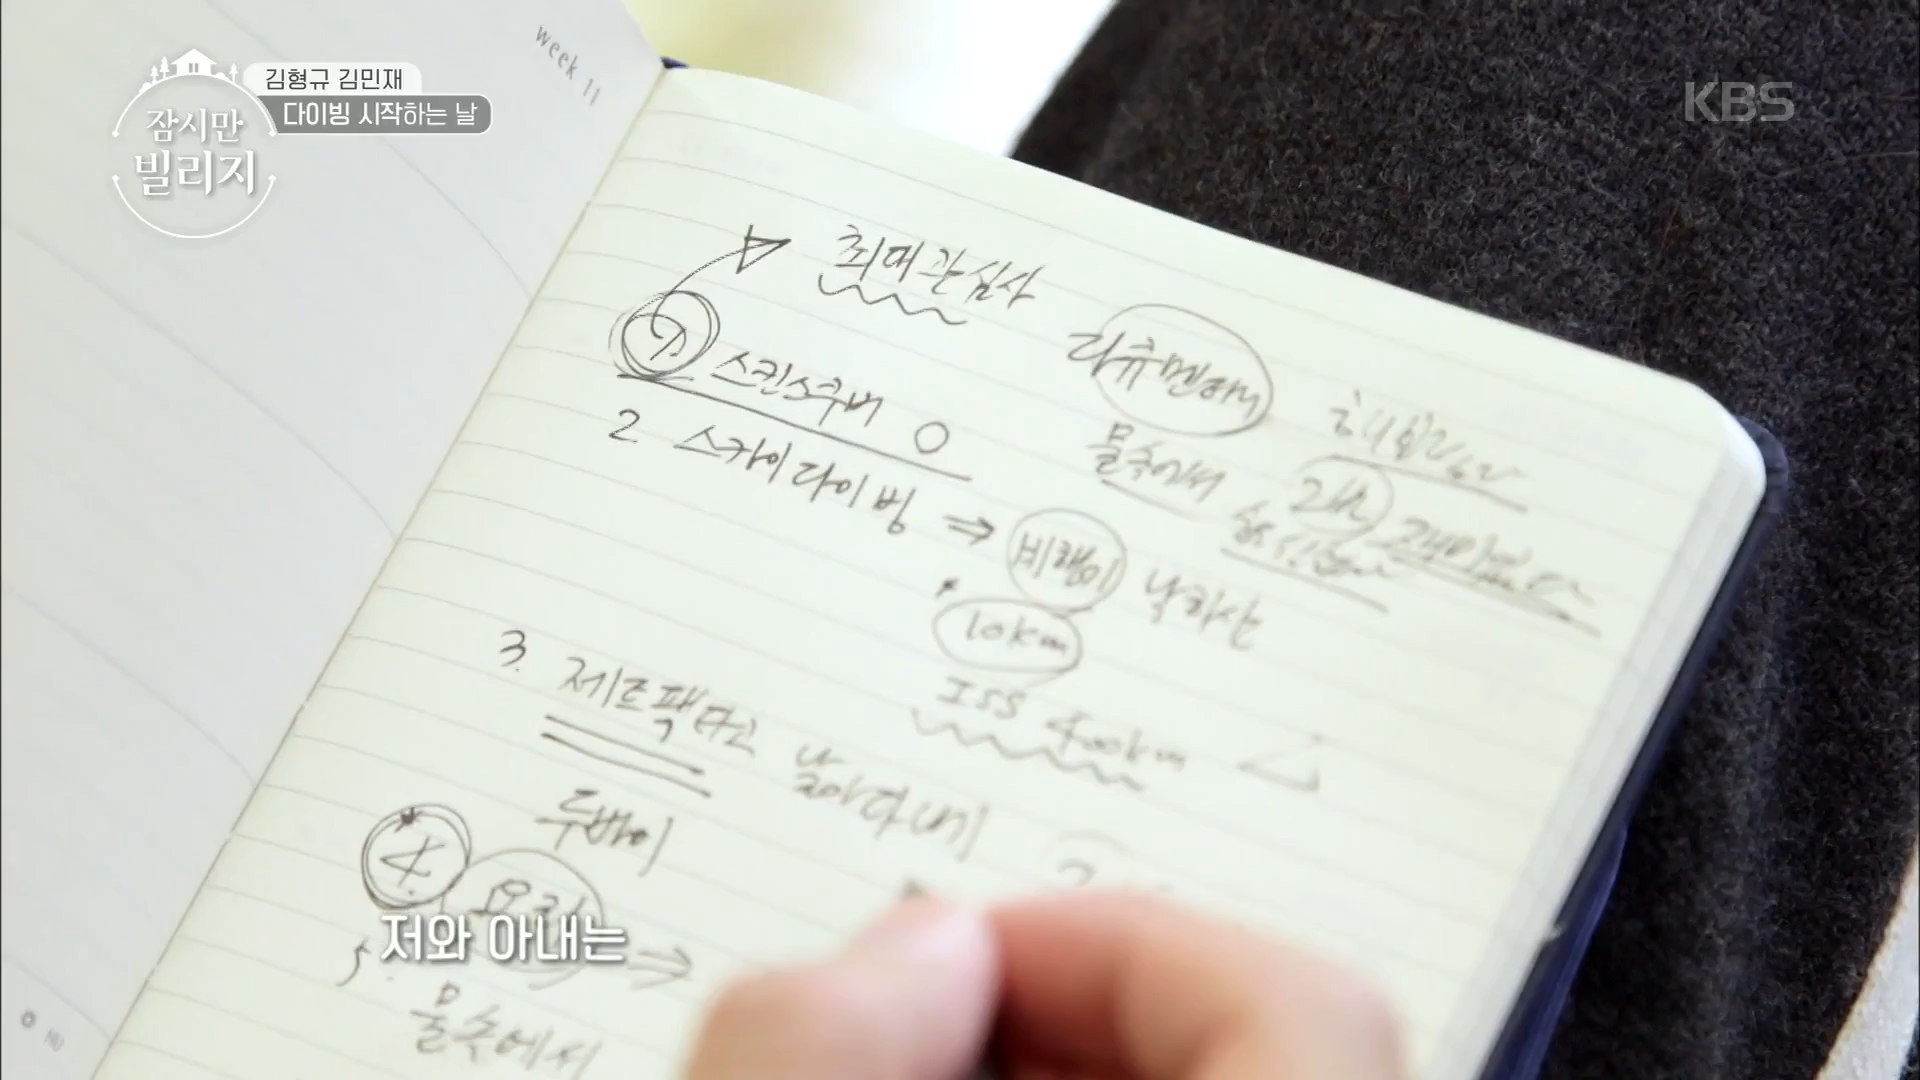 week 11
김형규 김민재
다이빙 시작하는 날
잠시만
빌리지
KBS
최대 관심사
1 스킨스쿠버 O
다큐멘터리
물속에서
2 스카이다이빙 ⇒ 비행기 낙하산
10km
ISS 400km
3. 제트팩 타고 날아다니기
두바이
4. 요리 ⇒
5. 물속에서
저와 아내는